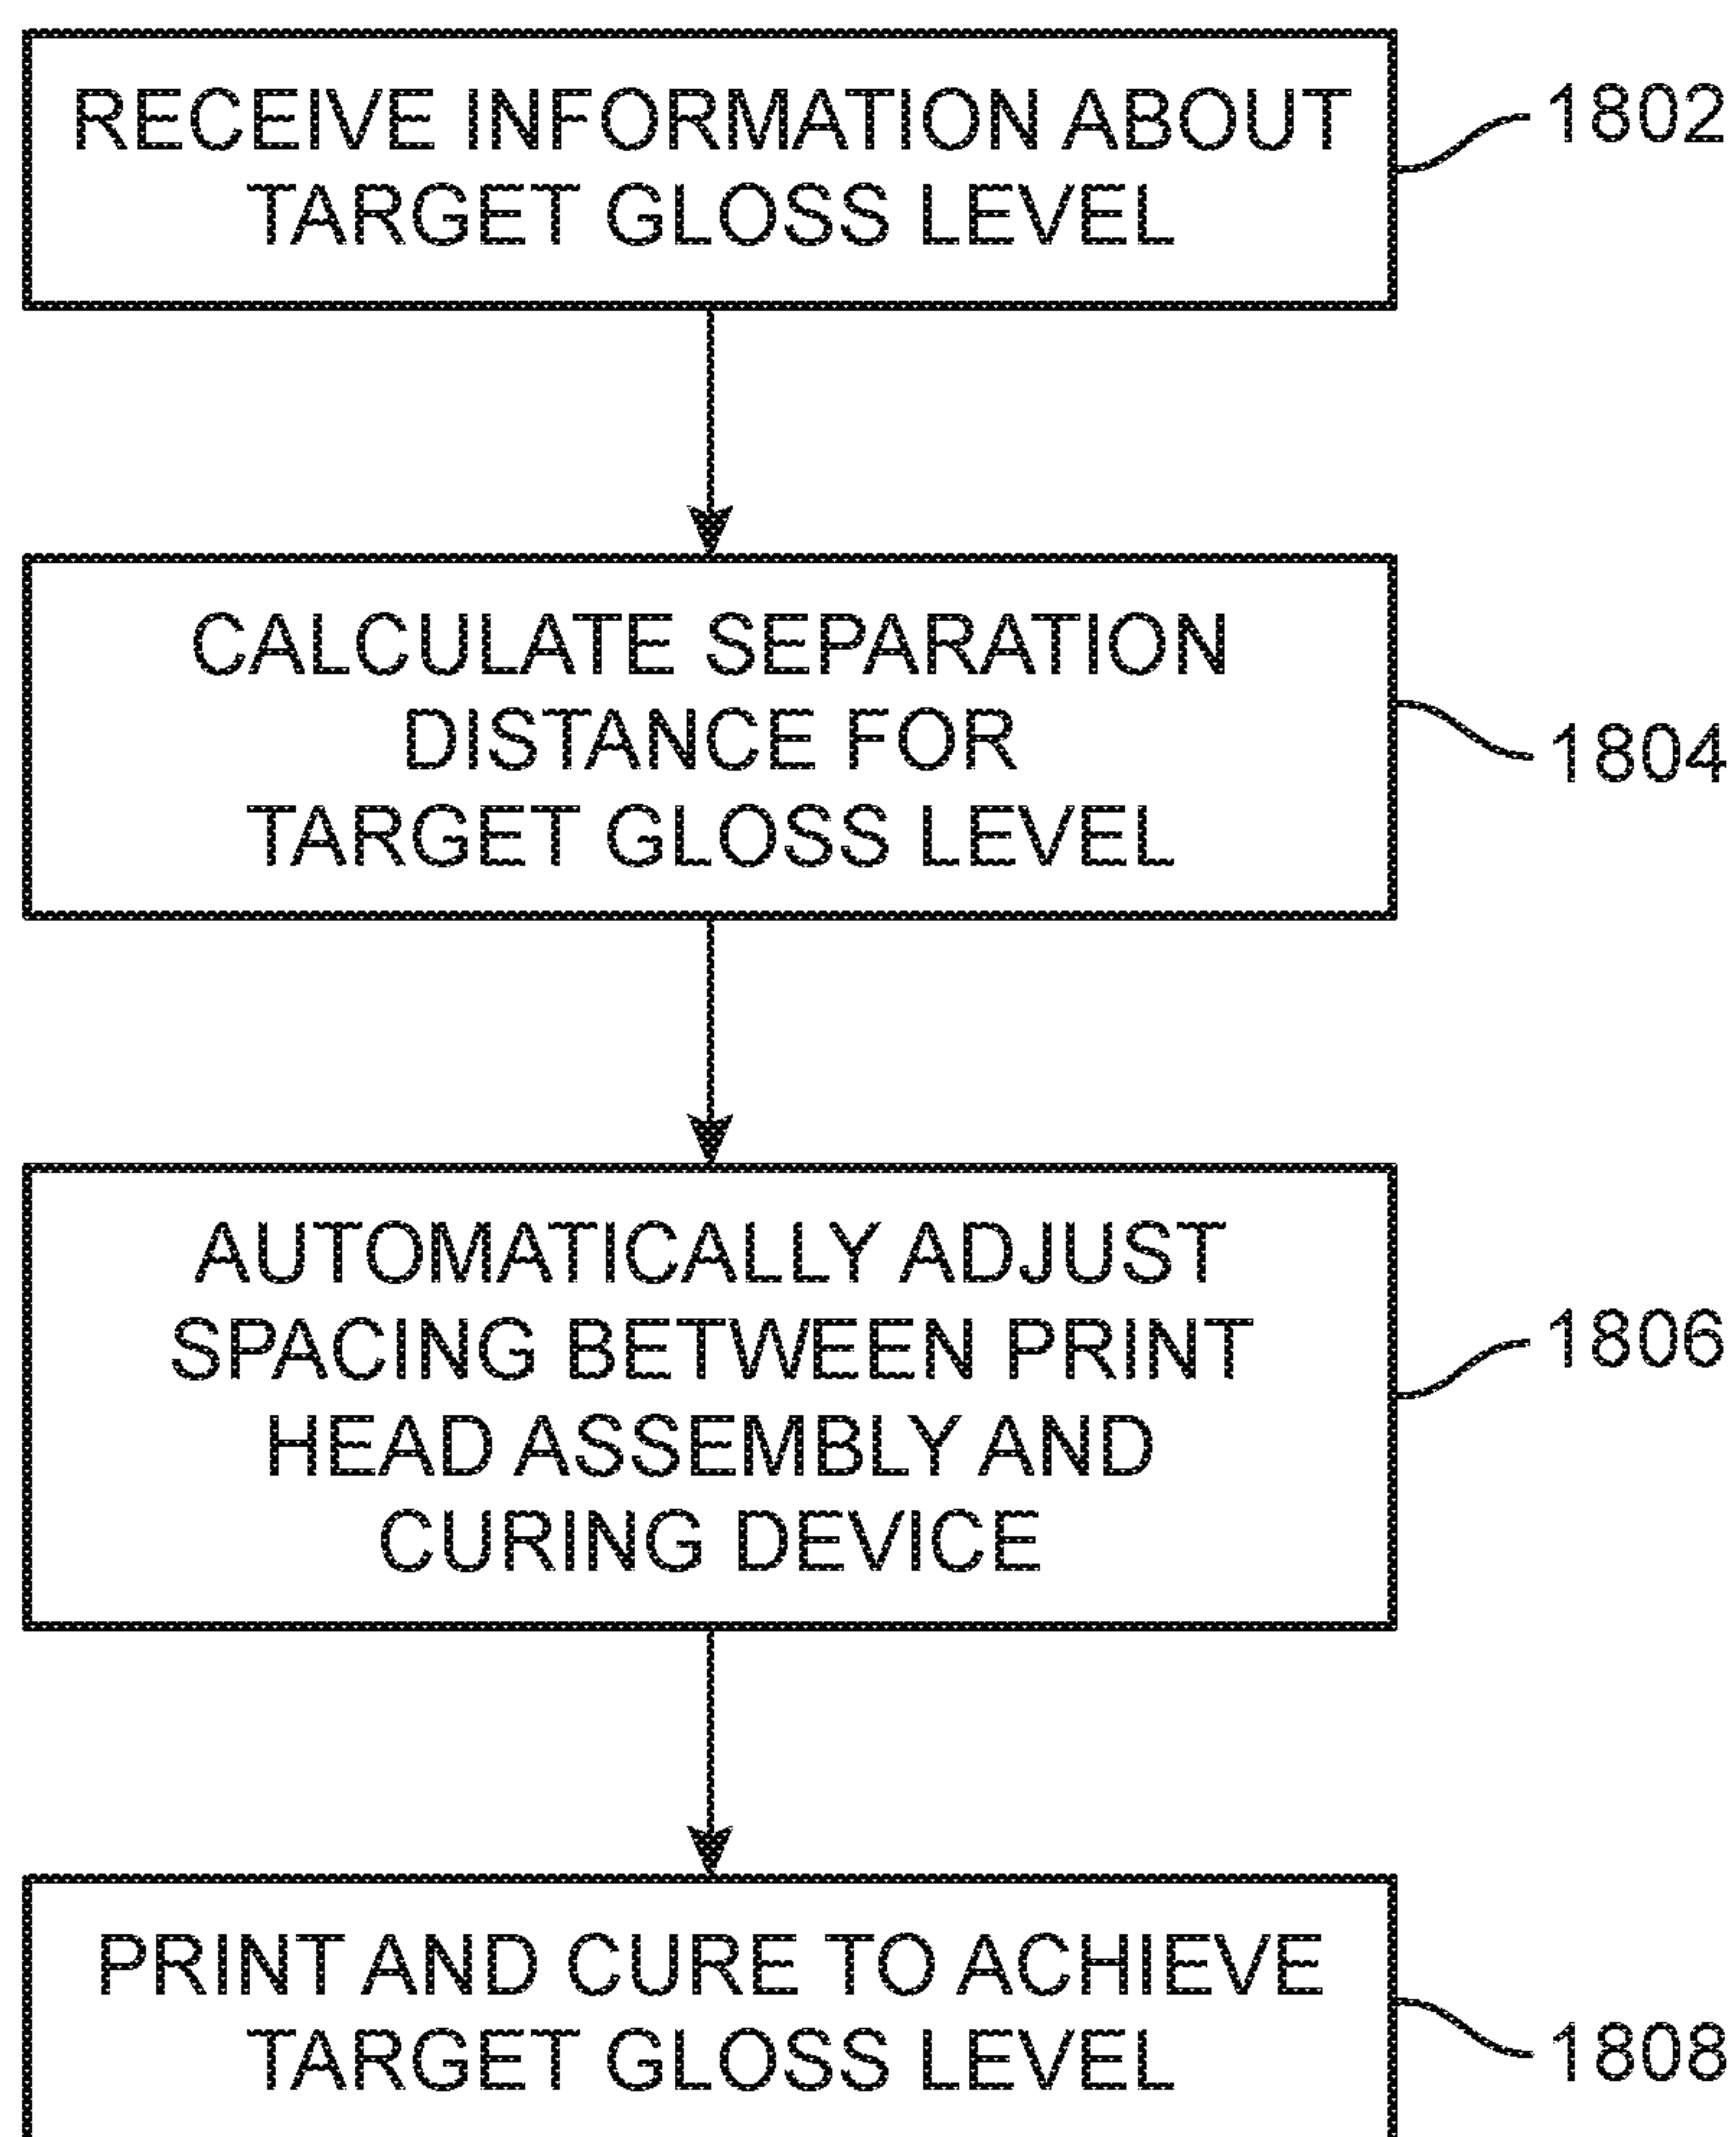 RECEIVE INFORMATION ABOUT
TARGET GLOSS LEVEL
1802
CALCULATE SEPARATION
DISTANCE FOR
TARGET GLOSS LEVEL
1804
AUTOMATICALLY ADJUST
SPACING BETWEEN PRINT
HEAD ASSEMBLY AND
CURING DEVICE
1806
PRINT AND CURE TO ACHIEVE
TARGET GLOSS LEVEL
1808